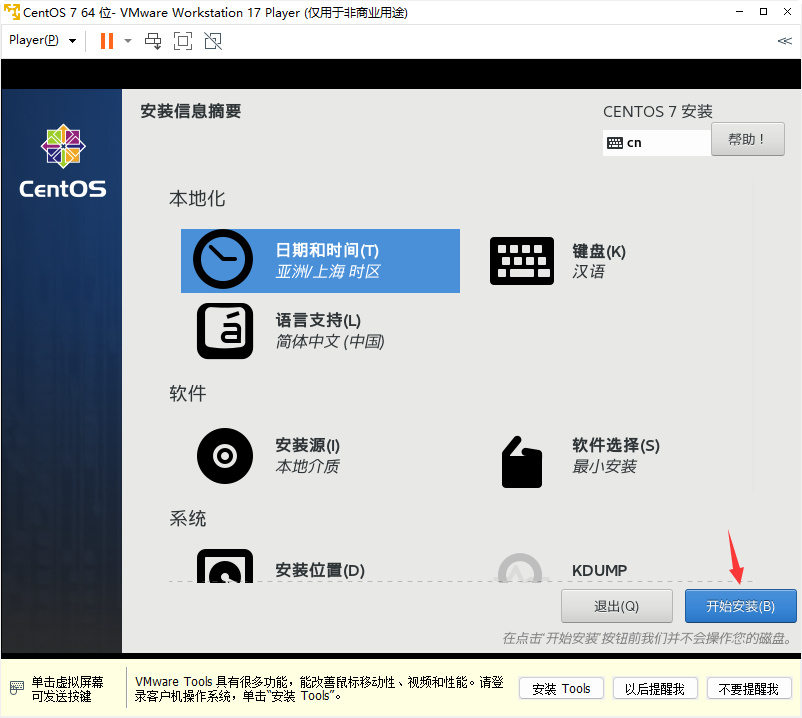 CentOS 7 64 位- VMware Workstation 17 Player (仅用于非商业用途)
Player(P)
安装信息摘要
CENTOS 7 安装
cn
帮助！
CentOS
本地化
日期和时间(T)
亚洲/上海 时区
键盘(K)
汉语
语言支持(L)
简体中文 (中国)
软件
安装源(I)
本地介质
软件选择(S)
最小安装
系统
安装位置(D)
KDUMP
退出(Q)
开始安装(B)
在点击“开始安装”按钮前我们并不会操作您的磁盘。
单击虚拟屏幕
可发送按键
VMware Tools 具有很多功能，能改善鼠标移动性、视频和性能。请登
录客户机操作系统，单击“安装 Tools”。
安装 Tools
以后提醒我
不要提醒我